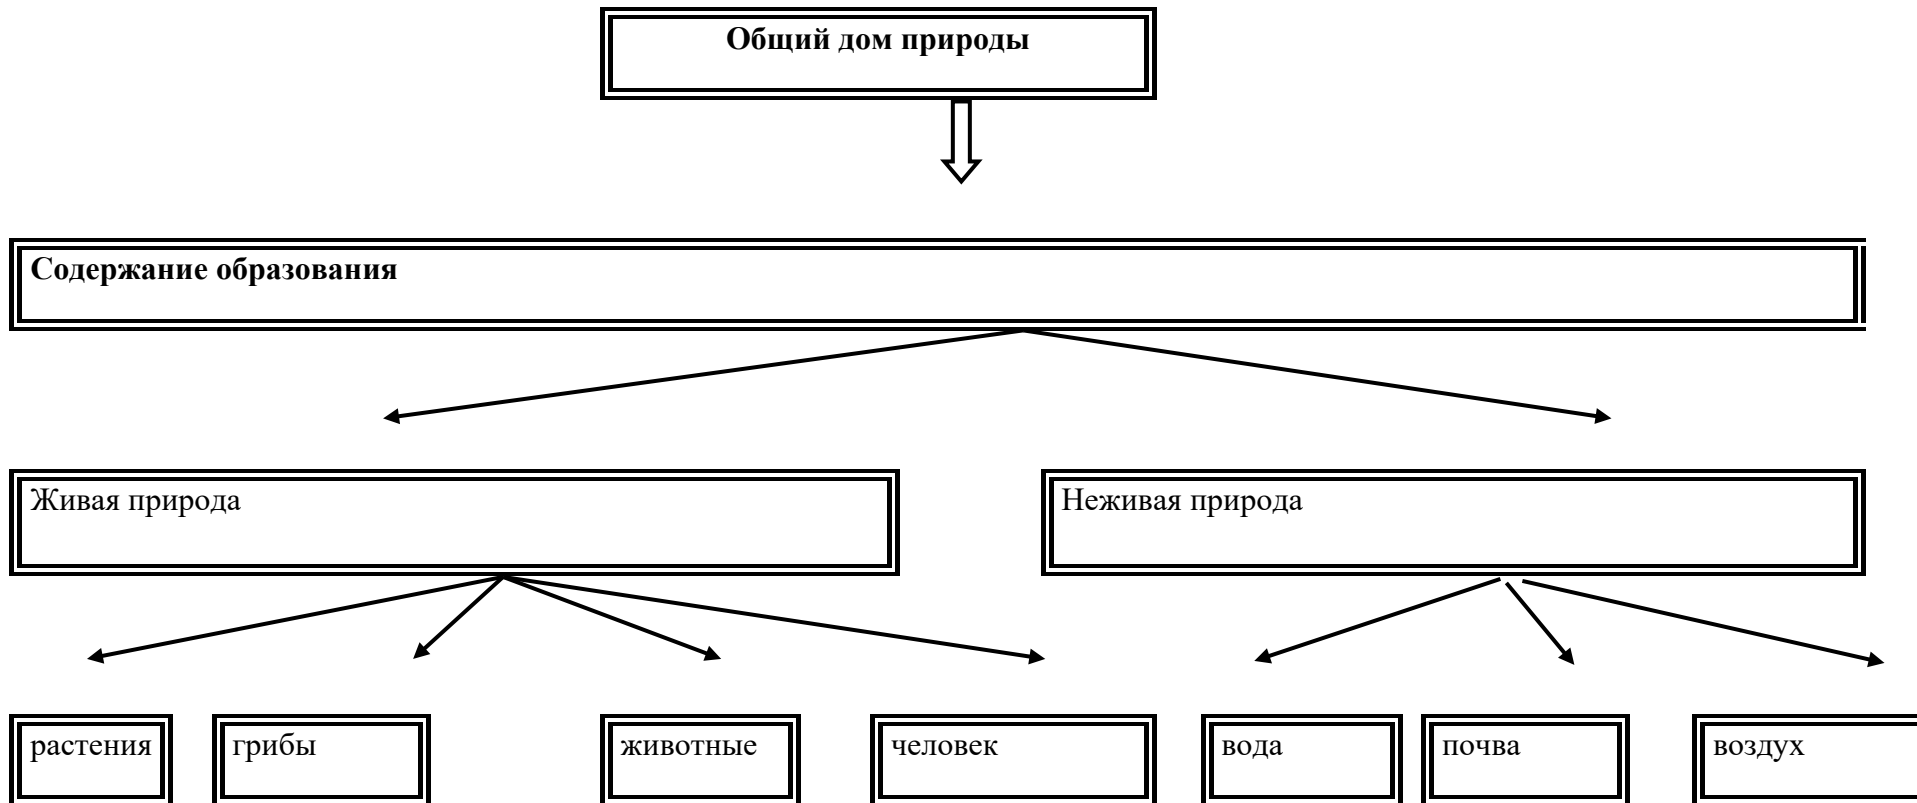 Общий дом природы
Содержание образования
Живая природа
Неживая природа
растения
грибы
животные
человек
вода
почва
воздух